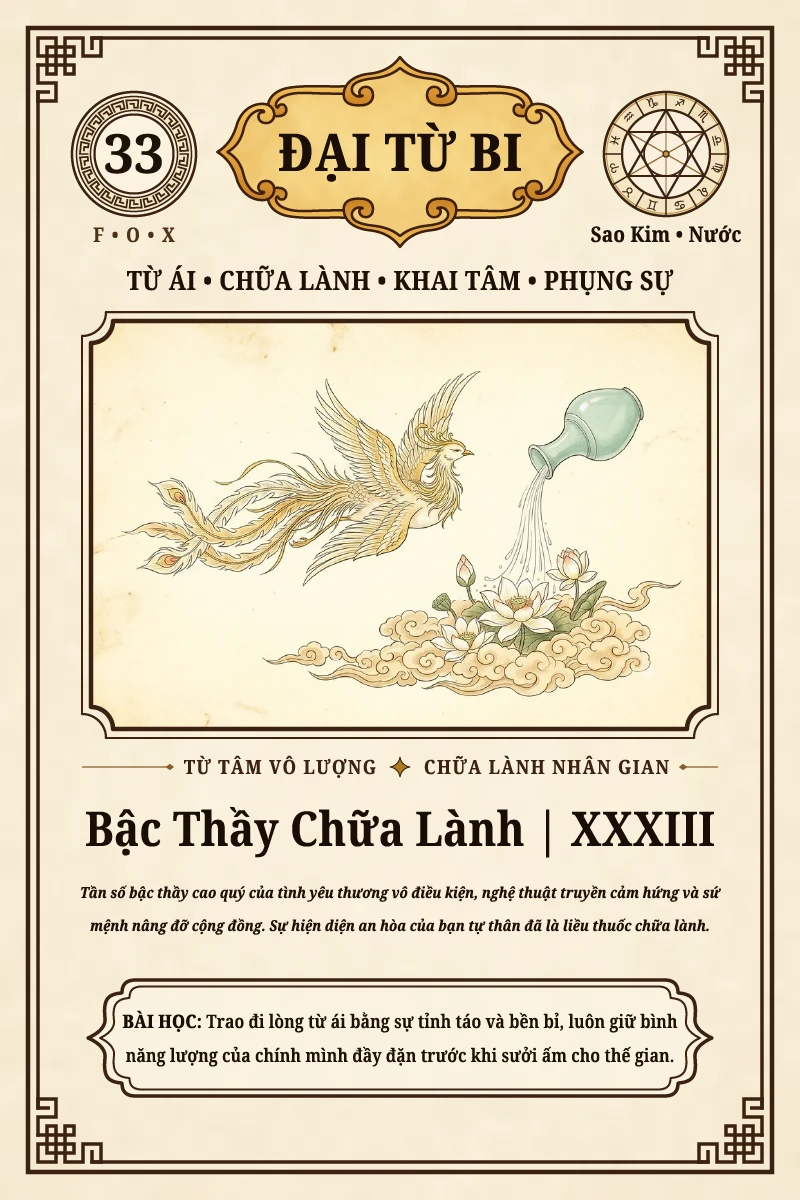 33
ĐẠI TỪ BI
F • O • X
Sao Kim • Nước
TỪ ÁI • CHỮA LÀNH • KHAI TÂM • PHỤNG SỰ
TỪ TÂM VÔ LƯỢNG ✦ CHỮA LÀNH NHÂN GIAN
Bậc Thầy Chữa Lành | XXXIII
Tần số bậc thầy cao quý của tình yêu thương vô điều kiện, nghệ thuật truyền cảm hứng và sứ
mệnh nâng đỡ cộng đồng. Sự hiện diện an hòa của bạn tự thân đã là liều thuốc chữa lành.
BÀI HỌC: Trao đi lòng từ ái bằng sự tỉnh táo và bền bỉ, luôn giữ bình
năng lượng của chính mình đầy đặn trước khi sưởi ấm cho thế gian.